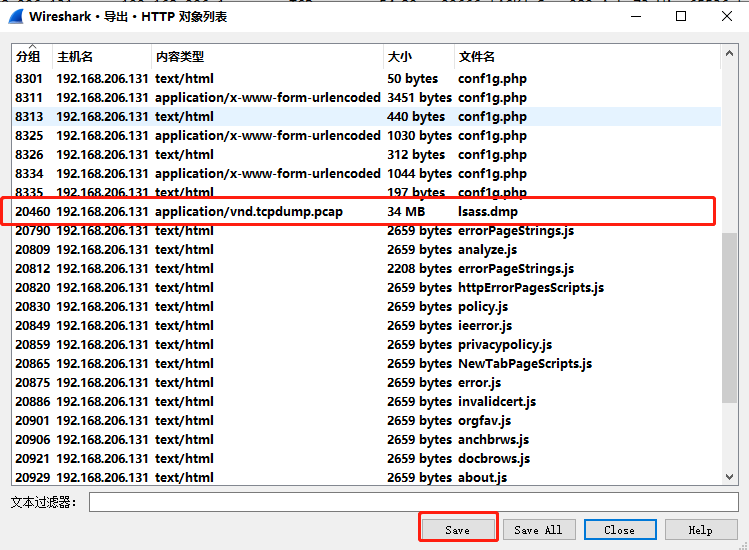 Wireshark · 导出 · HTTP 对象列表
分组 主机名 内容类型 大小 文件名
8301 192.168.206.131 text/html 50 bytes conf1g.php
8311 192.168.206.131 application/x-www-form-urlencoded 3451 bytes conf1g.php
8313 192.168.206.131 text/html 440 bytes conf1g.php
8325 192.168.206.131 application/x-www-form-urlencoded 1030 bytes conf1g.php
8326 192.168.206.131 text/html 312 bytes conf1g.php
8334 192.168.206.131 application/x-www-form-urlencoded 1044 bytes conf1g.php
8335 192.168.206.131 text/html 197 bytes conf1g.php
20460 192.168.206.131 application/vnd.tcpdump.pcap 34 MB lsass.dmp
20790 192.168.206.131 text/html 2659 bytes errorPageStrings.js
20809 192.168.206.131 text/html 2659 bytes analyze.js
20812 192.168.206.131 text/html 2208 bytes errorPageStrings.js
20820 192.168.206.131 text/html 2659 bytes httpErrorPagesScripts.js
20830 192.168.206.131 text/html 2659 bytes policy.js
20849 192.168.206.131 text/html 2659 bytes ieerror.js
20859 192.168.206.131 text/html 2659 bytes privacypolicy.js
20865 192.168.206.131 text/html 2659 bytes NewTabPageScripts.js
20875 192.168.206.131 text/html 2659 bytes error.js
20886 192.168.206.131 text/html 2659 bytes invalidcert.js
20901 192.168.206.131 text/html 2659 bytes orgfav.js
20906 192.168.206.131 text/html 2659 bytes anchbrws.js
20921 192.168.206.131 text/html 2659 bytes docbrows.js
20929 192.168.206.131 text/html 2659 bytes about.js
文本过滤器:
Save Save All Close Help